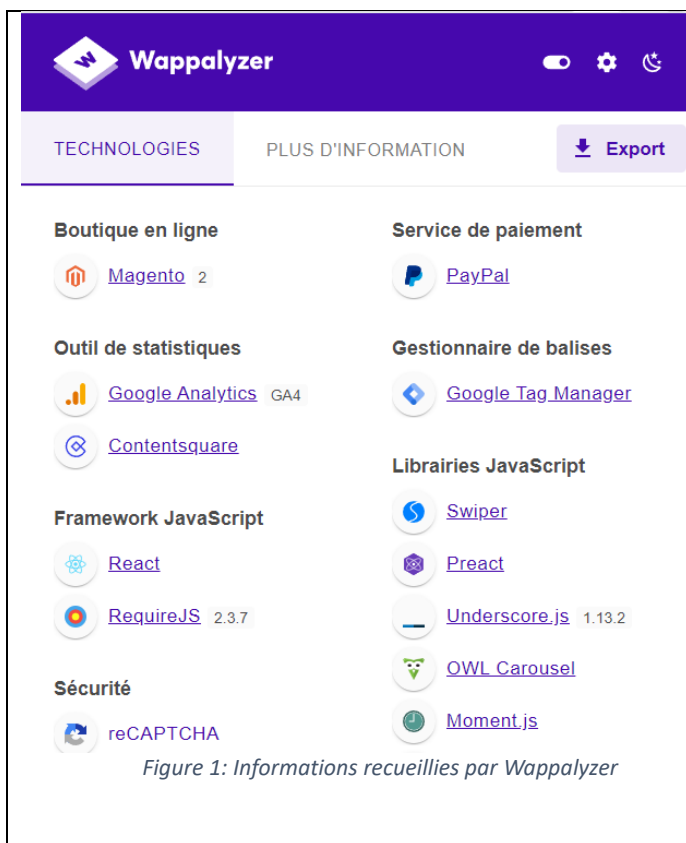 Wappalyzer
TECHNOLOGIES
PLUS D'INFORMATION
Export
Boutique en ligne
Magento 2
Outil de statistiques
Google Analytics GA4
Contentsquare
Framework JavaScript
React
RequireJS 2.3.7
Sécurité
reCAPTCHA
Service de paiement
PayPal
Gestionnaire de balises
Google Tag Manager
Librairies JavaScript
Swiper
Preact
Underscore.js 1.13.2
OWL Carousel
Moment.js
Figure 1: Informations recueillies par Wappalyzer